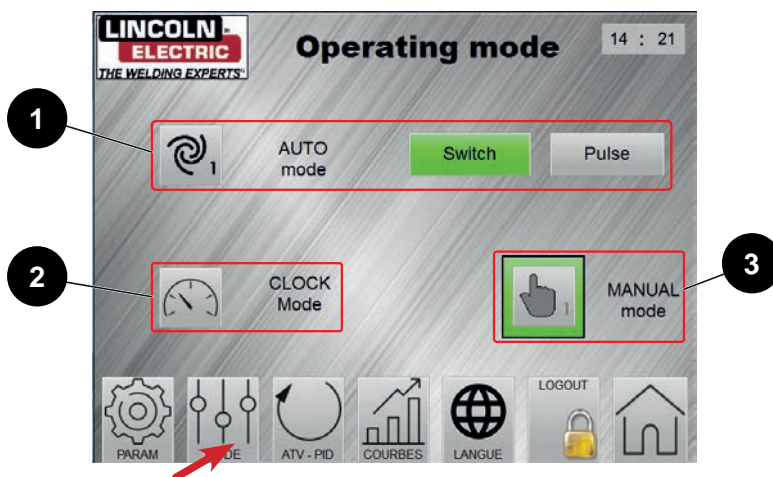 LINCOLN
ELECTRIC
THE WELDING EXPERTS®
Operating mode
14 : 21
1
AUTO
mode
1
Switch
Pulse
2
CLOCK
Mode
3
1
MANUAL
mode
PARAM
DE
ATV - PID
COURBES
LANGUE
LOGOUT